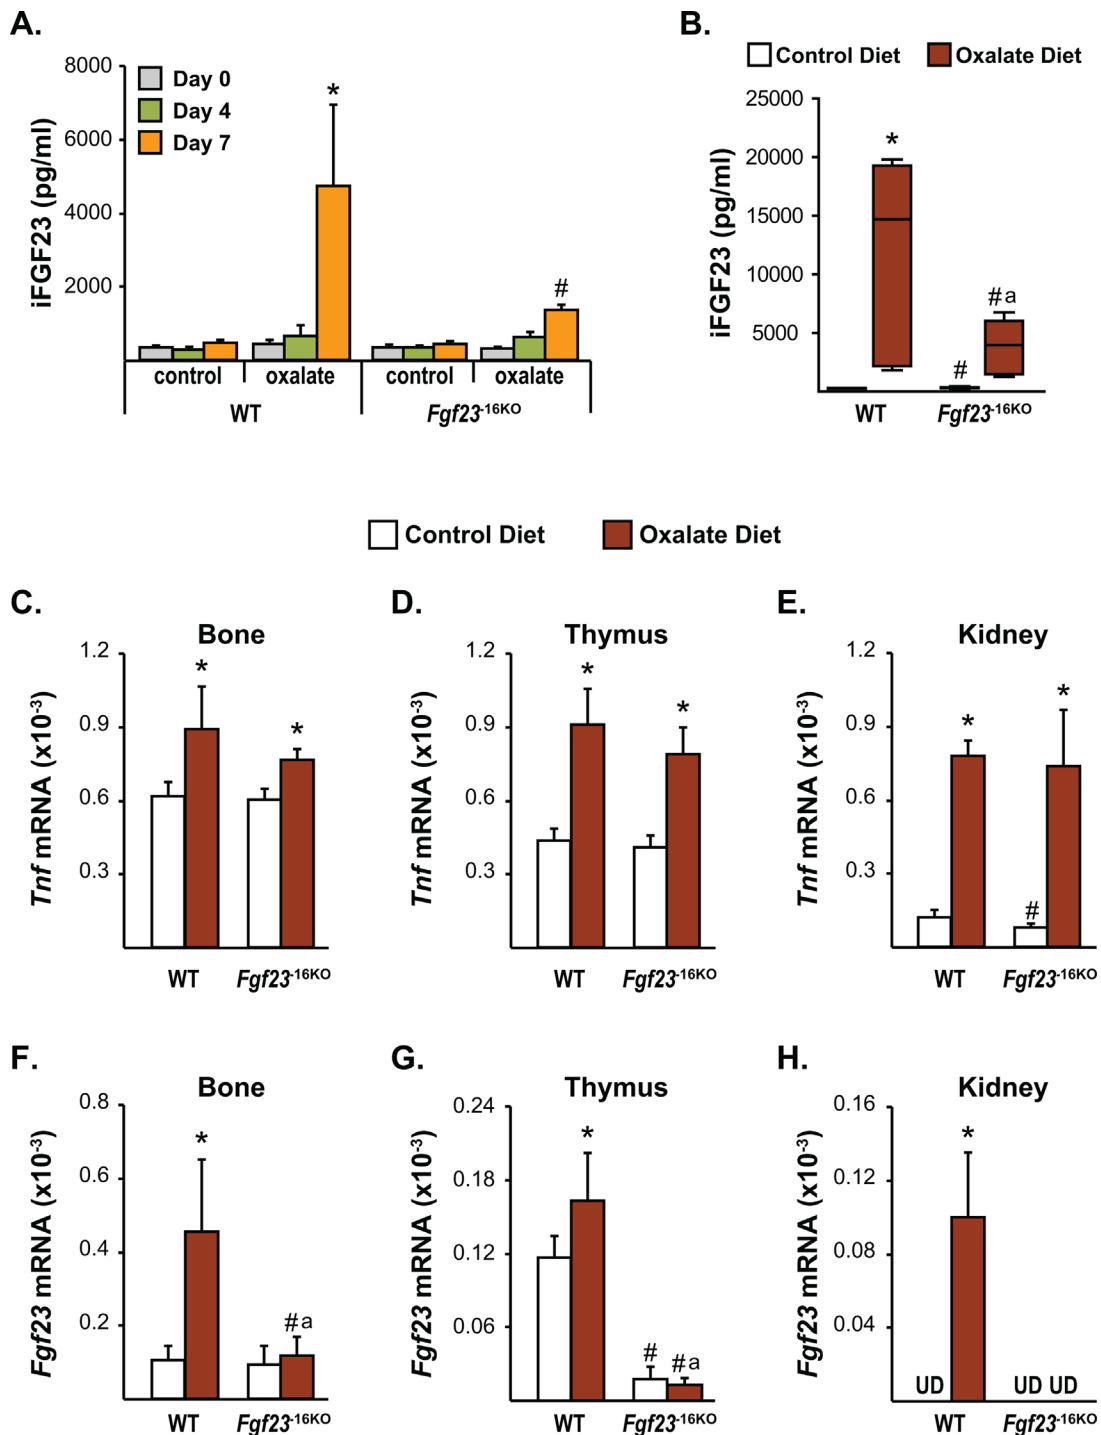 A.
8000
6000
4000
2000
iFGF23 (pg/ml)
Day 0
Day 4
Day 7
*
#
control oxalate control oxalate
WT Fgf23-16KO
B.
Control Diet Oxalate Diet
25000
20000
15000
10000
5000
iFGF23 (pg/ml)
*
#
#a
WT Fgf23-16KO
Control Diet Oxalate Diet
C.
Bone
1.2
0.9
0.6
0.3
Tnf mRNA (x10-3)
*
*
WT Fgf23-16KO
D.
Thymus
1.2
0.9
0.6
0.3
Tnf mRNA (x10-3)
*
*
WT Fgf23-16KO
E.
Kidney
1.2
0.9
0.6
0.3
Tnf mRNA (x10-3)
*
#
*
WT Fgf23-16KO
F.
Bone
0.8
0.6
0.4
0.2
Fgf23 mRNA (x10-3)
*
#a
WT Fgf23-16KO
G.
Thymus
0.24
0.18
0.12
0.06
Fgf23 mRNA (x10-3)
*
# #a
WT Fgf23-16KO
H.
Kidney
0.16
0.12
0.08
0.04
Fgf23 mRNA (x10-3)
*
UD UD UD
WT Fgf23-16KO